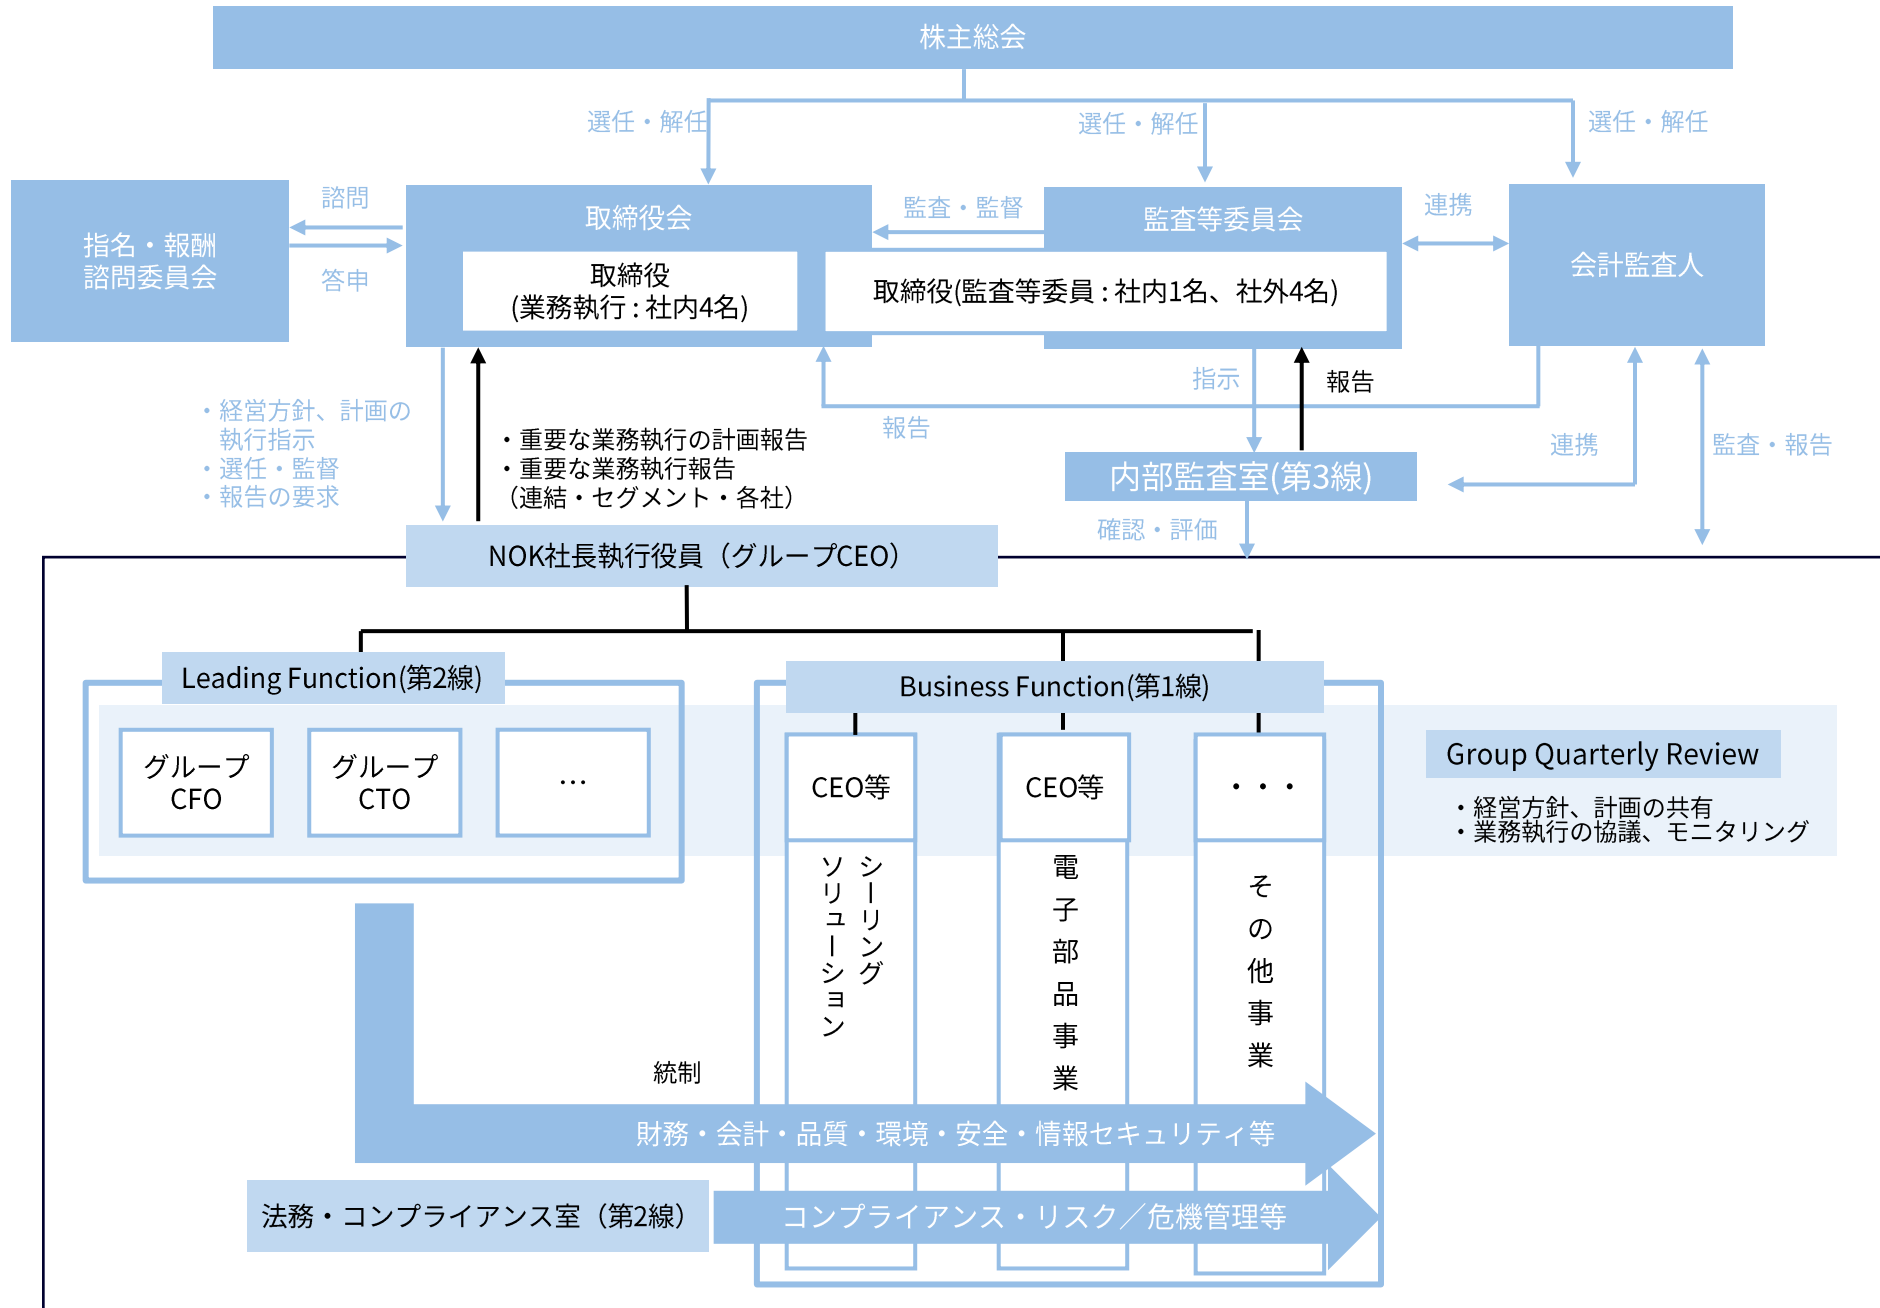 株主総会
選任・解任
選任・解任
選任・解任
指名・報酬
諮問委員会
諮問
答申
取締役会
取締役
(業務執行：社内4名)
監査・監督
監査等委員会
取締役(監査等委員：社内1名、社外4名)
連携
会計監査人
・経営方針、計画の
執行指示
・選任・監督
・報告の要求
・重要な業務執行の計画報告
・重要な業務執行報告
（連結・セグメント・各社）
報告
指示
報告
連携
監査・報告
内部監査室(第3線)
確認・評価
NOK社長執行役員（グループCEO）
Leading Function(第2線)
グループ
CFO
グループ
CTO
…
Business Function(第1線)
CEO等
CEO等
・・・
Group Quarterly Review
・経営方針、計画の共有
・業務執行の協議、モニタリング
シーリング
ソリューション
電子部品事業
その他事業
統制
財務・会計・品質・環境・安全・情報セキュリティ等
法務・コンプライアンス室（第2線）
コンプライアンス・リスク／危機管理等